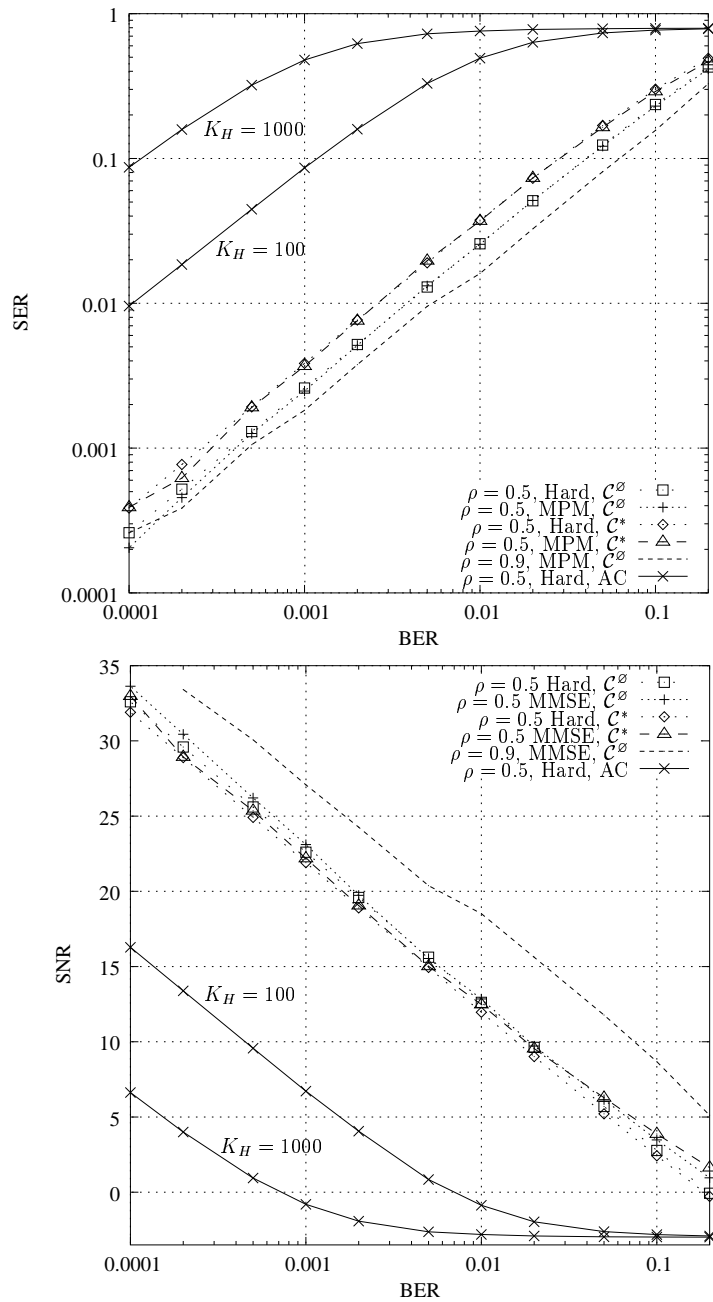 1
0.1
0.01
0.001
0.0001
SER
K_H = 1000
K_H = 100
ρ = 0.5, Hard, 𝒞^∅
ρ = 0.5, MPM, 𝒞^∅
ρ = 0.5, Hard, 𝒞*
ρ = 0.5, MPM, 𝒞*
ρ = 0.9, MPM, 𝒞^∅
ρ = 0.5, Hard, AC
0.0001 0.001 0.01 0.1
BER
35
30
25
20
15
10
5
0
SNR
ρ = 0.5 Hard, 𝒞^∅
ρ = 0.5 MMSE, 𝒞^∅
ρ = 0.5 Hard, 𝒞*
ρ = 0.5 MMSE, 𝒞*
ρ = 0.9, MMSE, 𝒞^∅
ρ = 0.5, Hard, AC
K_H = 100
K_H = 1000
0.0001 0.001 0.01 0.1
BER